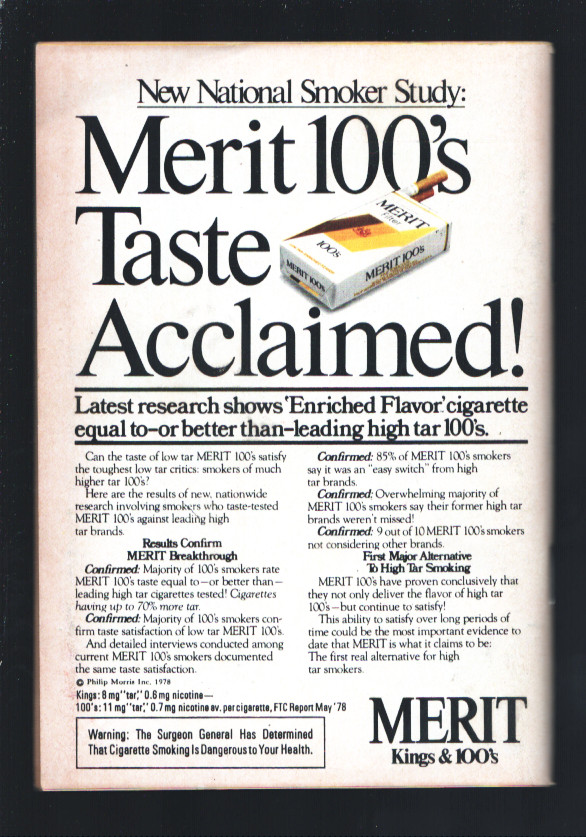 New National Smoker Study:
Merit 100's
Taste
Acclaimed!
MERIT
Filter
100's
MERIT 100's
MERIT 100's
Latest research shows 'Enriched Flavor' cigarette
equal to—or better than—leading high tar 100's.
Can the taste of low tar MERIT 100's satisfy
the toughest low tar critics: smokers of much
higher tar 100's?
Here are the results of new, nationwide
research involving smokers who taste-tested
MERIT 100's against leading high
tar brands.
Results Confirm
MERIT Breakthrough
Confirmed: Majority of 100's smokers rate
MERIT 100's taste equal to—or better than—
leading high tar cigarettes tested! Cigarettes
having up to 70% more tar.
Confirmed: Majority of 100's smokers con-
firm taste satisfaction of low tar MERIT 100's.
And detailed interviews conducted among
current MERIT 100's smokers documented
the same taste satisfaction.
© Philip Morris Inc. 1978
Kings: 8 mg "tar," 0.6 mg nicotine—
100's: 11 mg "tar," 0.7 mg nicotine av. per cigarette, FTC Report May '78
Warning: The Surgeon General Has Determined
That Cigarette Smoking Is Dangerous to Your Health.
Confirmed: 85% of MERIT 100's smokers
say it was an "easy switch" from high
tar brands.
Confirmed: Overwhelming majority of
MERIT 100's smokers say their former high tar
brands weren't missed!
Confirmed: 9 out of 10 MERIT 100's smokers
not considering other brands.
First Major Alternative
To High Tar Smoking
MERIT 100's have proven conclusively that
they not only deliver the flavor of high tar
100's—but continue to satisfy!
This ability to satisfy over long periods of
time could be the most important evidence to
date that MERIT is what it claims to be:
The first real alternative for high
tar smokers.
MERIT
Kings & 100's